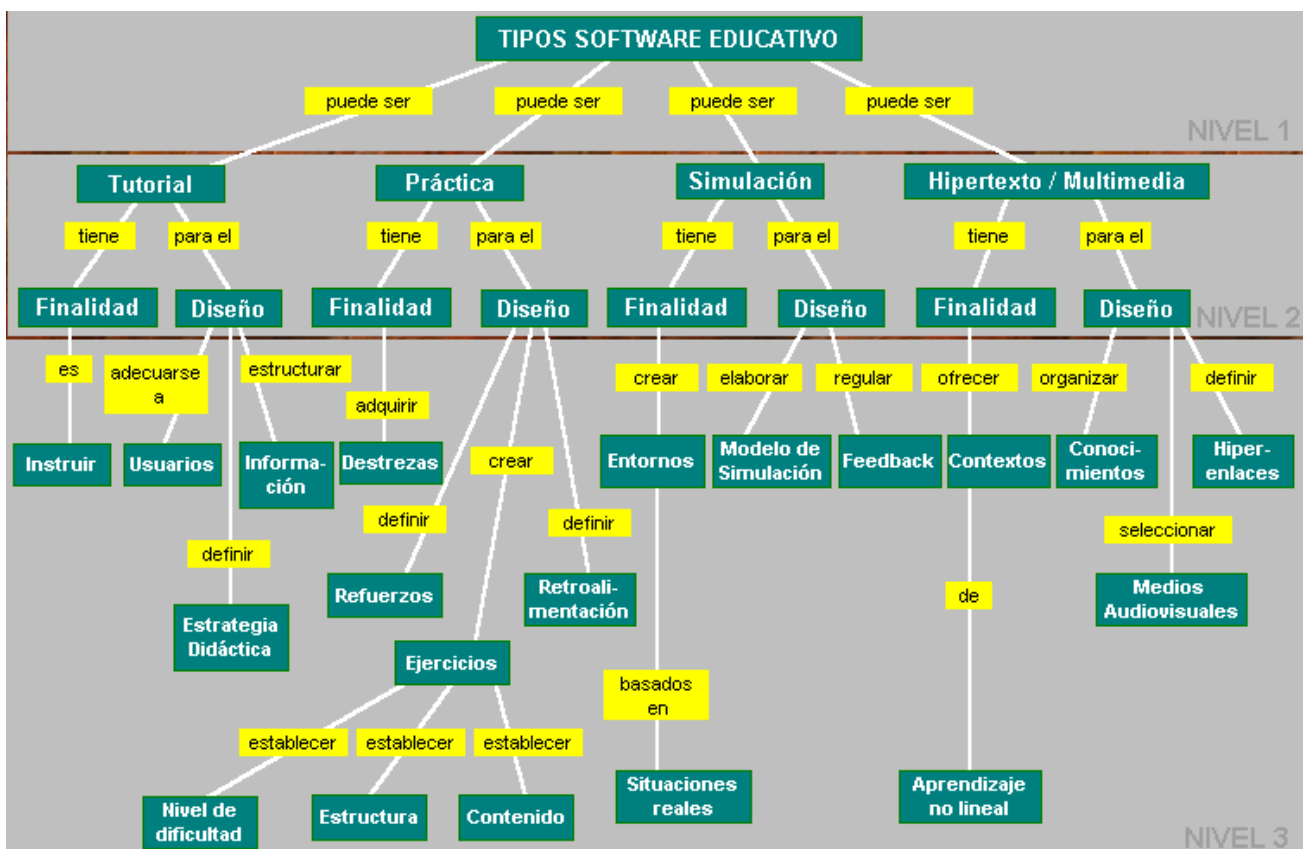 TIPOS SOFTWARE EDUCATIVO
puede ser
puede ser
puede ser
puede ser
NIVEL 1
Tutorial
Práctica
Simulación
Hipertexto / Multimedia
tiene
para el
tiene
para el
tiene
para el
tiene
para el
Finalidad
Diseño
Finalidad
Diseño
Finalidad
Diseño
Finalidad
Diseño
NIVEL 2
es
adecuarse
a
estructurar
adquirir
crear
elaborar
regular
ofrecer
organizar
definir
Instruir
Usuarios
Informa-
ción
Destrezas
crear
Entornos
Modelo de
Simulación
Feedback
Contextos
Conoci-
mientos
Hiper-
enlaces
definir
definir
definir
seleccionar
Estrategia
Didáctica
Refuerzos
Retroali-
mentación
de
Medios
Audiovisuales
Ejercicios
basados
en
establecer
establecer
establecer
Nivel de
dificultad
Estructura
Contenido
Situaciones
reales
Aprendizaje
no lineal
NIVEL 3